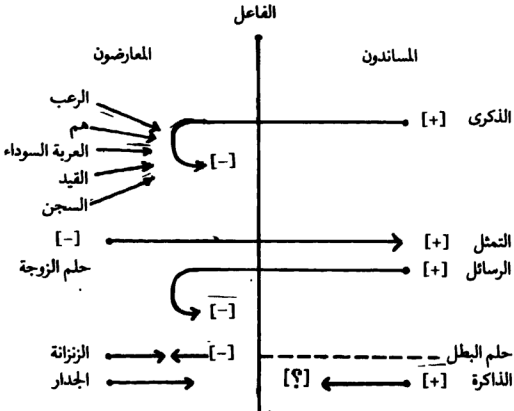 الفاعل
المساندون المعارضون
الذكرى [+]
الرعب
هم
العربة السوداء
[-]
القيد
السجن
التمثل [+] [-]
الرسائل [+] حلم الزوجة
[-]
حلم البطل [-] الزنزانة
الذاكرة [+] [؟] الجدار